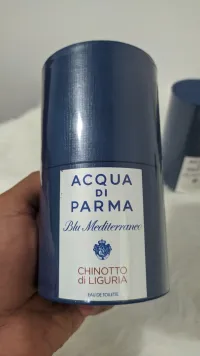 ACQUA
DI
PARMA
Blu Mediterraneo
CHINOTTO
di LIGURIA
EAU DE TOILETTE